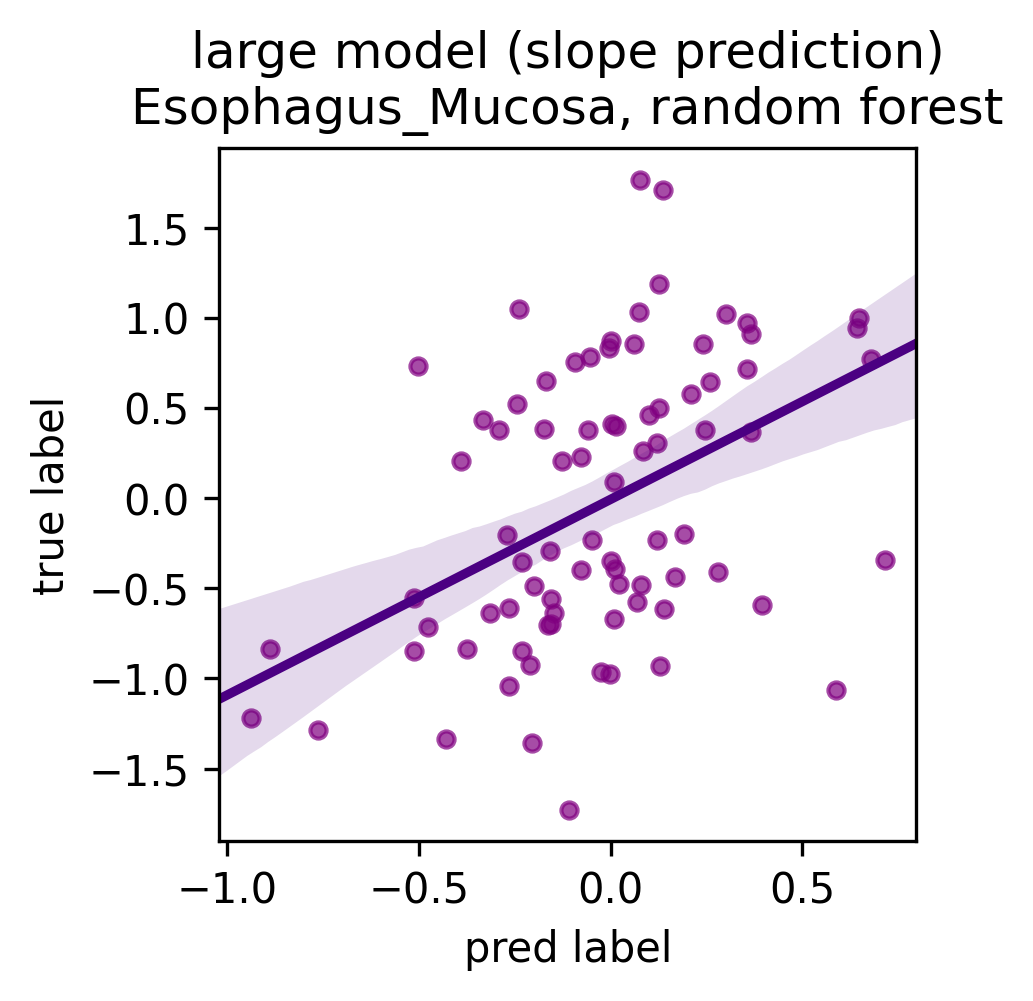 large model (slope prediction)
Esophagus_Mucosa, random forest
true label
1.5
1.0
0.5
0.0
−0.5
−1.0
−1.5
−1.0
−0.5
0.0
0.5
pred label